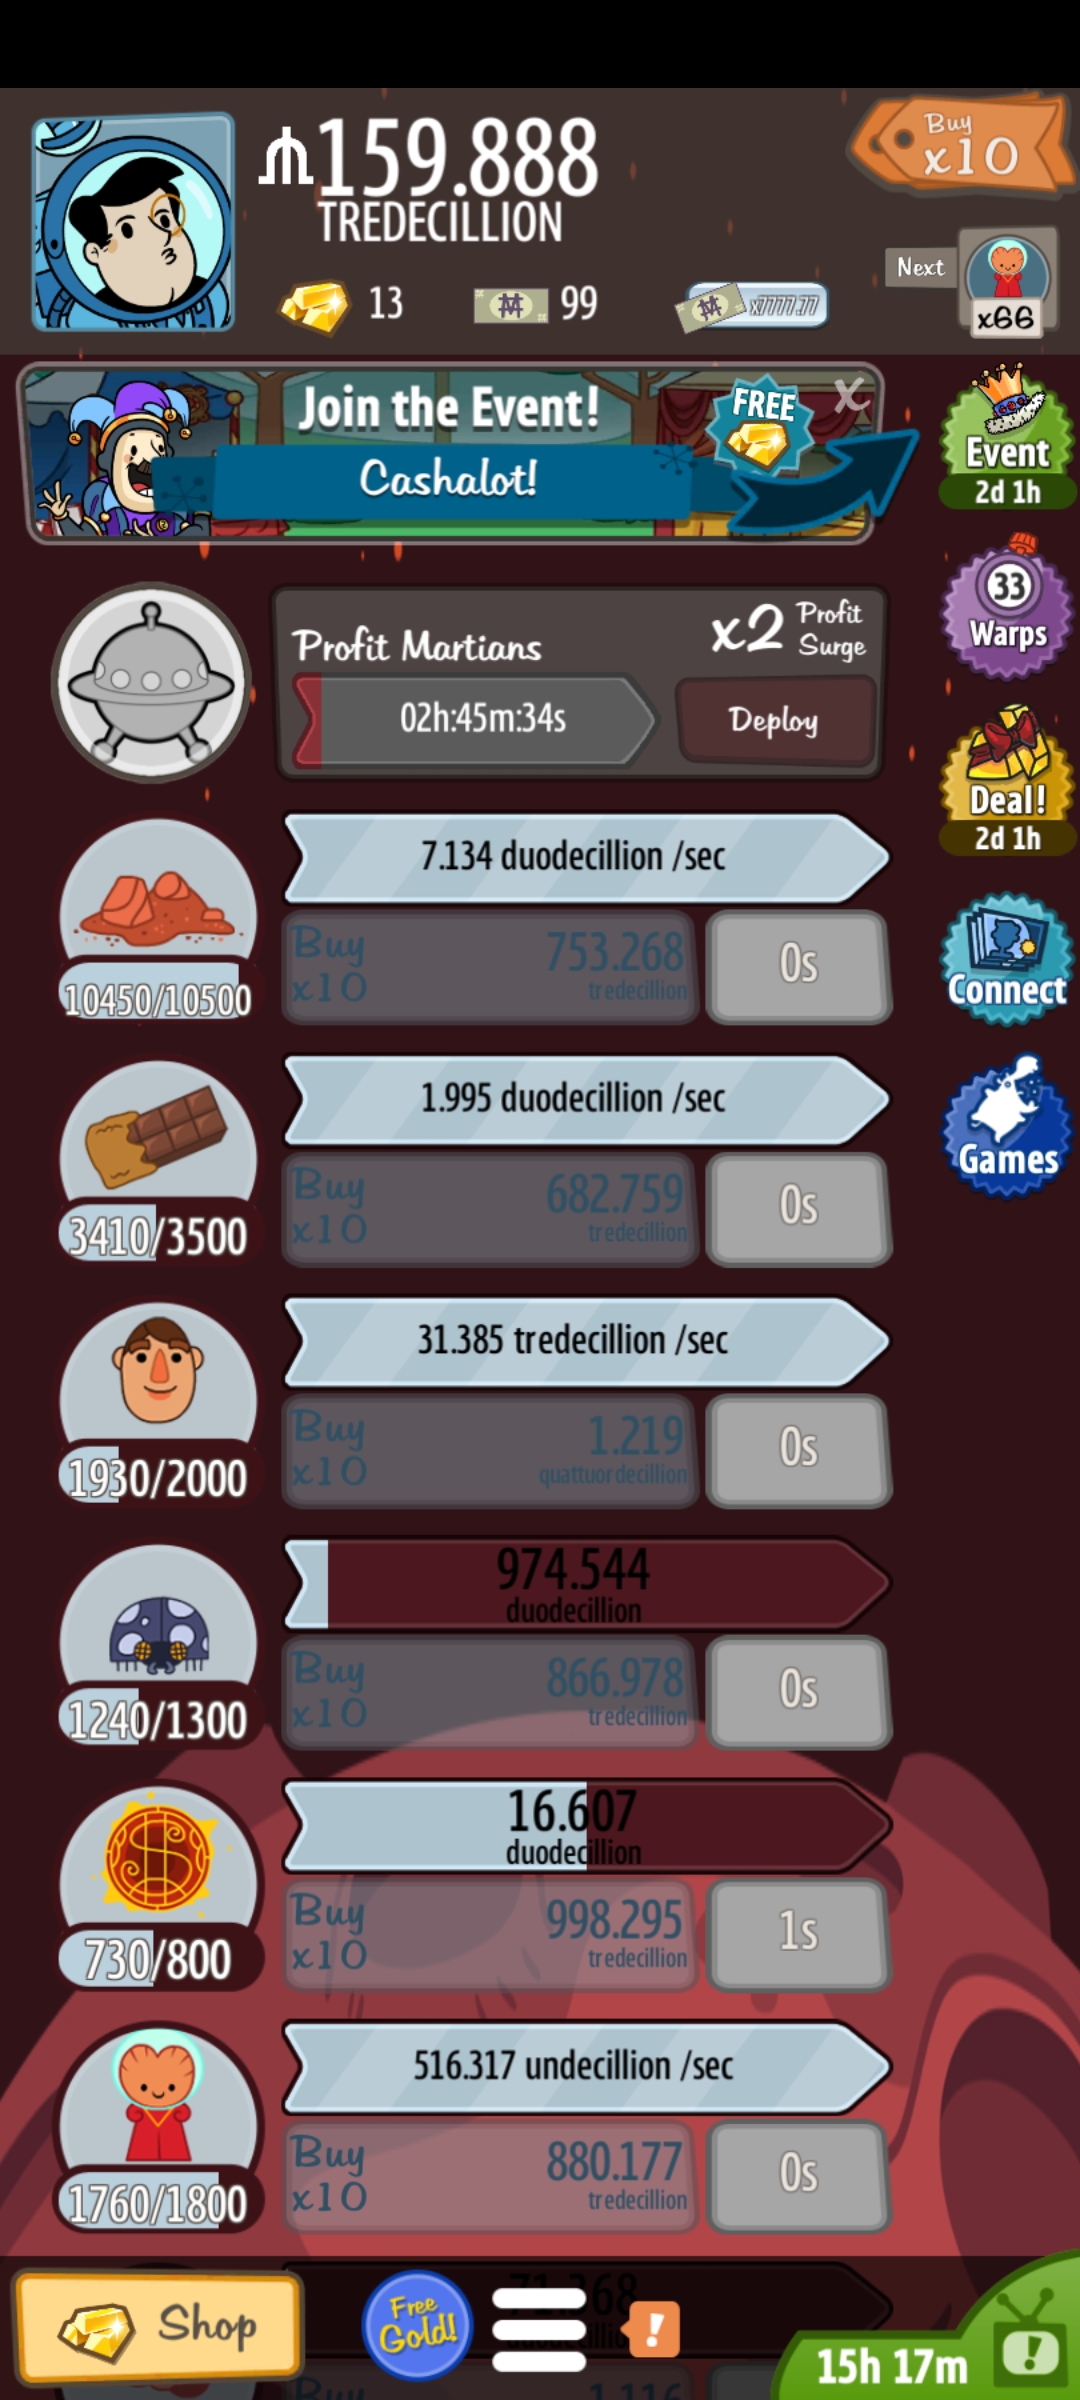 ₼159.888
TREDECILLION
Buy
x10
13
99
x7777.77
Next
x66
Join the Event!
Cashalot!
FREE
X
Event
2d 1h
33
Warps
Profit Martians
x2 Profit
Surge
02h:45m:34s
Deploy
Deal!
2d 1h
7.134 duodecillion /sec
Buy
x10
753.268
tredecillion
0s
10450/10500
Connect
1.995 duodecillion /sec
Buy
x10
682.759
tredecillion
0s
3410/3500
Games
31.385 tredecillion /sec
Buy
x10
1.219
quattuordecillion
0s
1930/2000
974.544
duodecillion
Buy
x10
866.978
tredecillion
0s
1240/1300
16.607
duodecillion
Buy
x10
998.295
tredecillion
1s
730/800
516.317 undecillion /sec
Buy
x10
880.177
tredecillion
0s
1760/1800
Shop
Free
Gold!
!
15h 17m
!
Buy
1.116